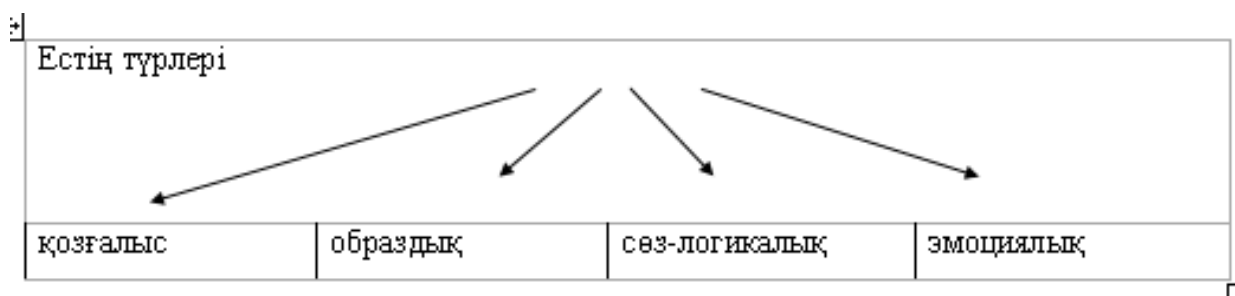 Естің түрлері
қозғалыс
образдық
сөз-логикалық
эмоциялық